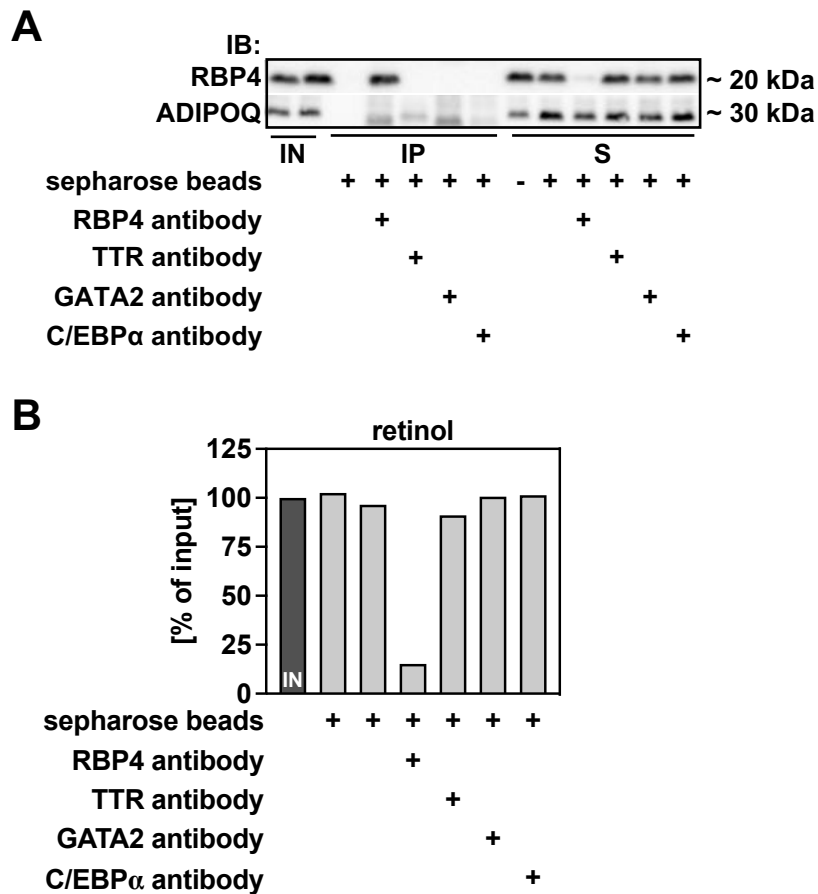 A
IB:
RBP4 ~ 20 kDa
ADIPOQ ~ 30 kDa
IN IP S
sepharose beads + + + + + - + + + + +
RBP4 antibody + +
TTR antibody + +
GATA2 antibody + +
C/EBPα antibody + +
B
retinol
125
100
75
50
25
0
[% of input]
IN
sepharose beads + + + + + +
RBP4 antibody +
TTR antibody +
GATA2 antibody +
C/EBPα antibody +